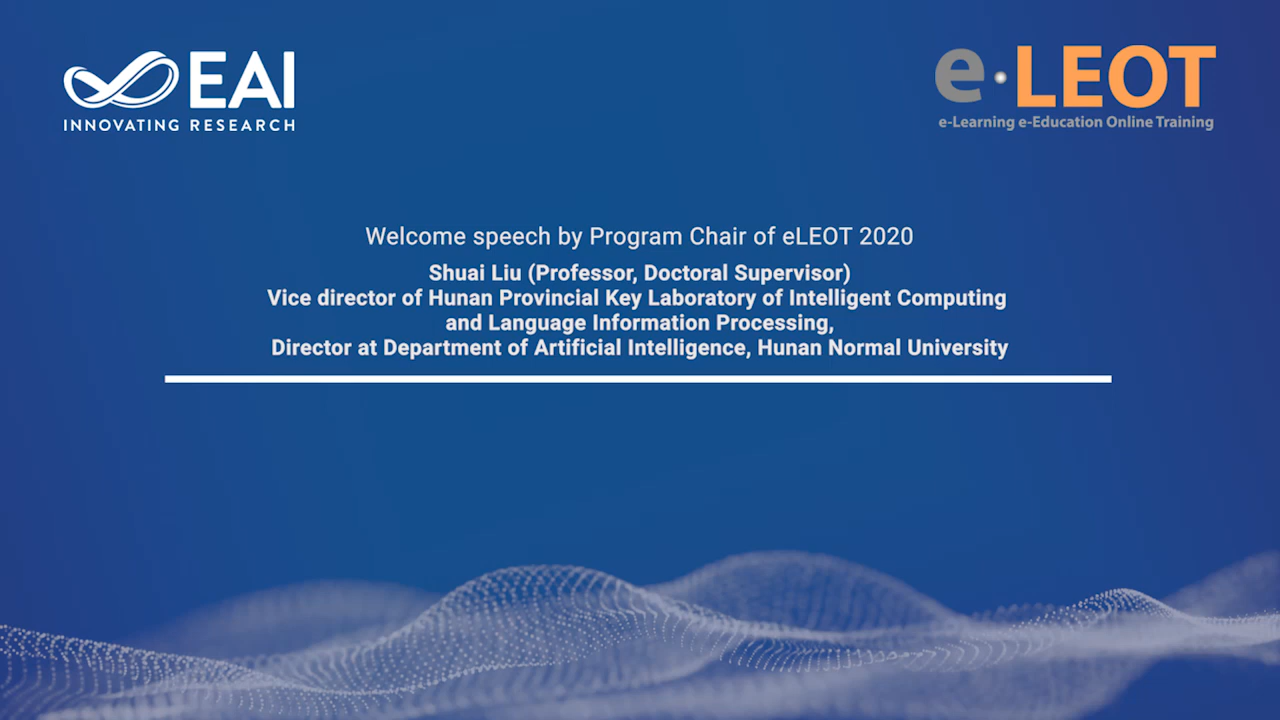 EAI
INNOVATING RESEARCH
e·LEOT
e-Learning e-Education Online Training
Welcome speech by Program Chair of eLEOT 2020
Shuai Liu (Professor, Doctoral Supervisor)
Vice director of Hunan Provincial Key Laboratory of Intelligent Computing
and Language Information Processing,
Director at Department of Artificial Intelligence, Hunan Normal University